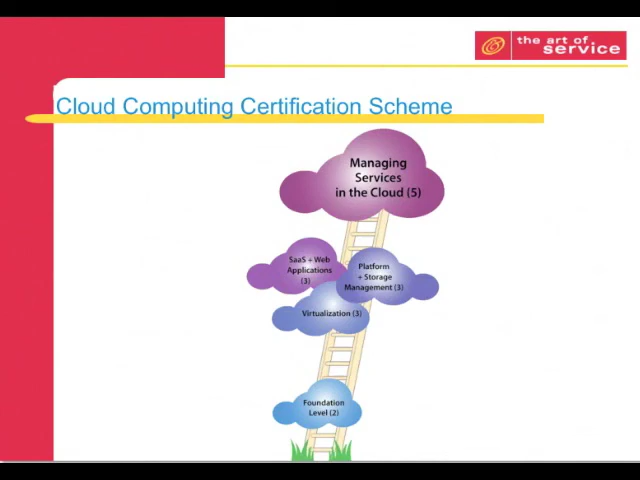 the art of
service
Cloud Computing Certification Scheme
Managing
Services
in the Cloud (5)
SaaS + Web
Applications
(3)
Platform
+ Storage
Management (3)
Virtualization (3)
Foundation
Level (2)